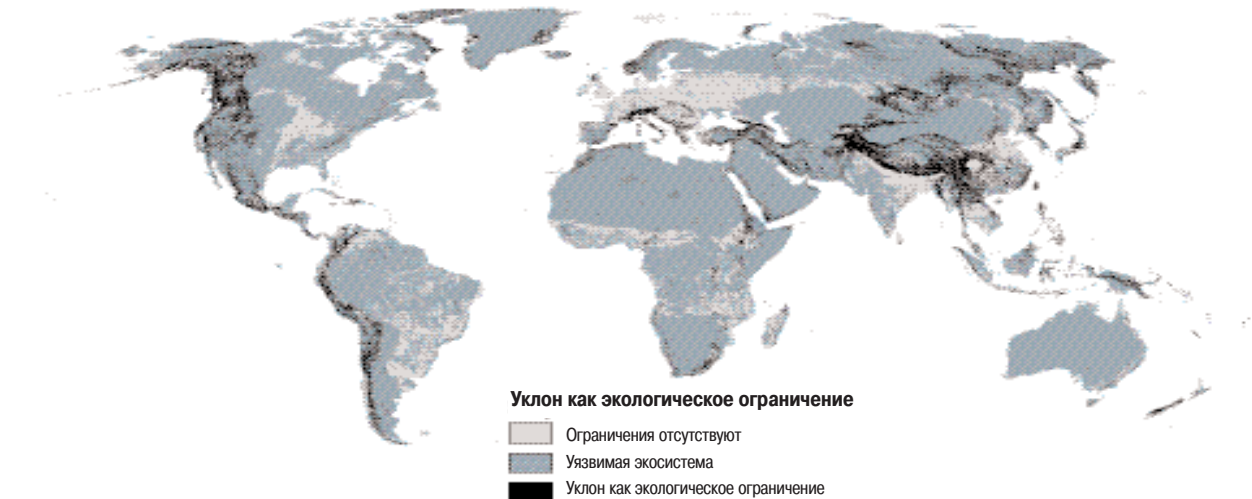 Уклон как экологическое ограничение
Ограничения отсутствуют
Уязвимая экосистема
Уклон как экологическое ограничение